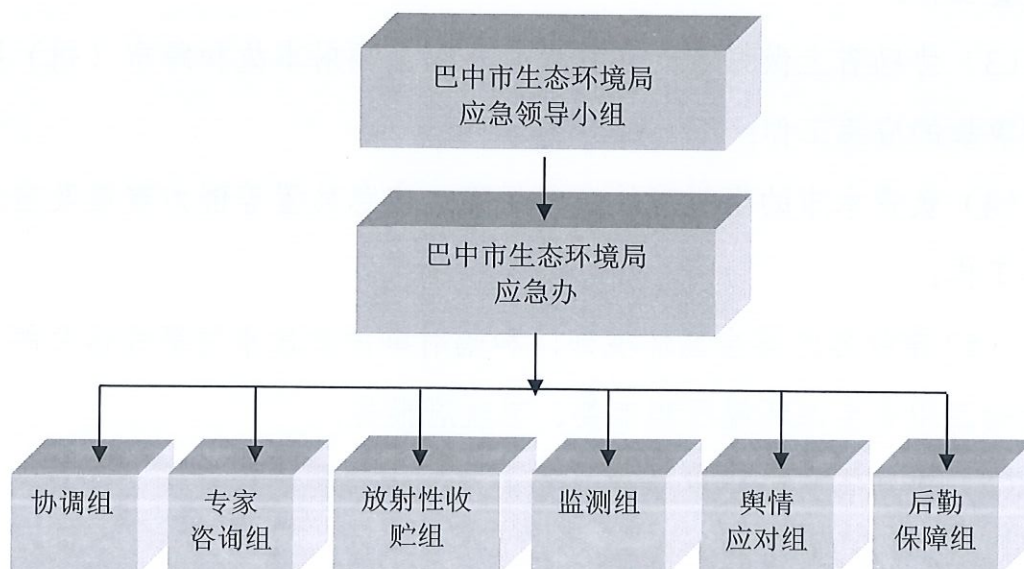 巴中市生态环境局
应急领导小组
巴中市生态环境局
应急办
协调组
专家
咨询组
放射性收
贮组
监测组
舆情
应对组
后勤
保障组